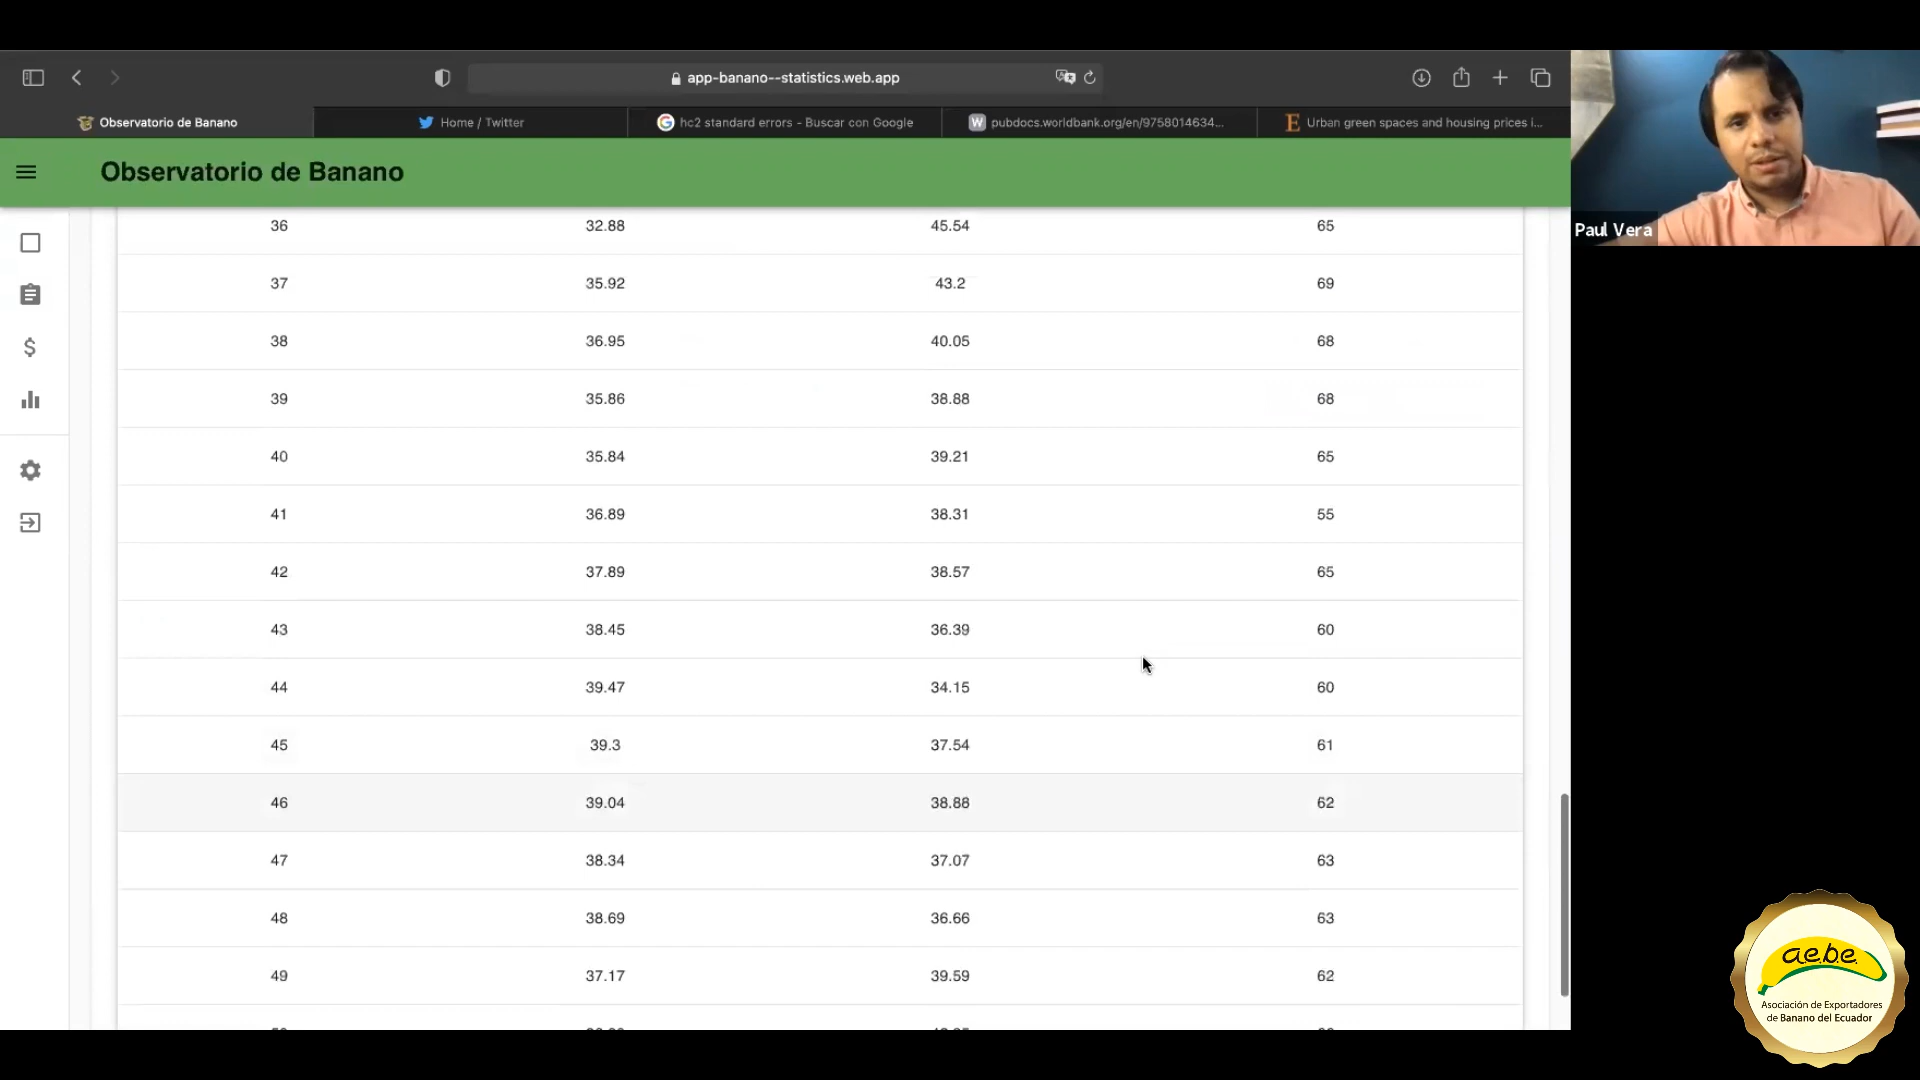 app-banano--statistics.web.app
Observatorio de Banano
Home / Twitter
hc2 standard errors - Buscar con Google
pubdocs.worldbank.org/en/9758014634...
Urban green spaces and housing prices i...
Observatorio de Banano
Paul Vera
36 32.88 45.54 65
37 35.92 43.2 69
38 36.95 40.05 68
39 35.86 38.88 68
40 35.84 39.21 65
41 36.89 38.31 55
42 37.89 38.57 65
43 38.45 36.39 60
44 39.47 34.15 60
45 39.3 37.54 61
46 39.04 38.88 62
47 38.34 37.07 63
48 38.69 36.66 63
49 37.17 39.59 62
a.e.b.e.
Asociación de Exportadores
de Banano del Ecuador